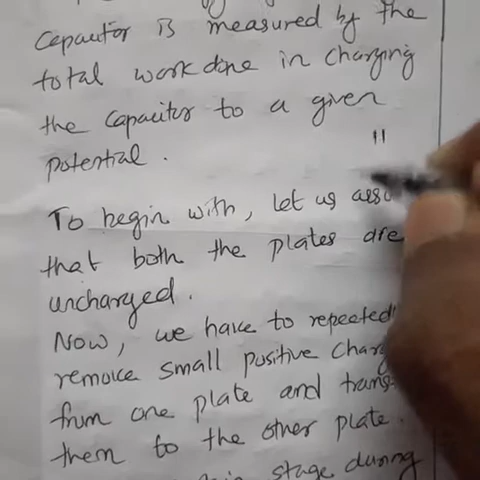 Capacitor is measured by the
total work done in charging
the capacitor to a given
potential. "
To begin with, let us
that both the plates are
uncharged.
Now, we have to
remove small positive
from one plate and
them to the other plate.
stage during